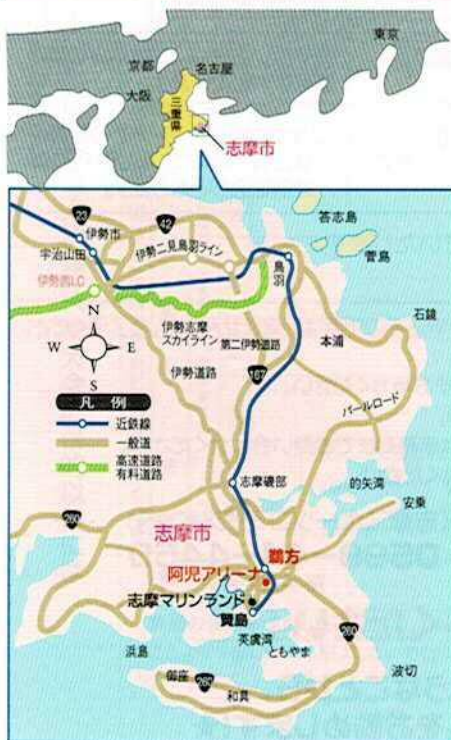 東京
京都
名古屋
大阪
三重県
志摩市
答志島
23
42
伊勢市
伊勢二見鳥羽ライン
菅島
宇治山田
鳥羽
伊勢西I.C
石鏡
N
伊勢志摩
スカイライン
本浦
W E
第二伊勢道路
S
伊勢道路
167
凡例
パールロード
近鉄線
一般道
高速道路
有料道路
志摩磯部
的矢湾
安乗
260
志摩市
鵜方
阿児アリーナ
志摩マリンランド
賢島
260
英虞湾
ともやま
浜島
波切
御座
262
和具